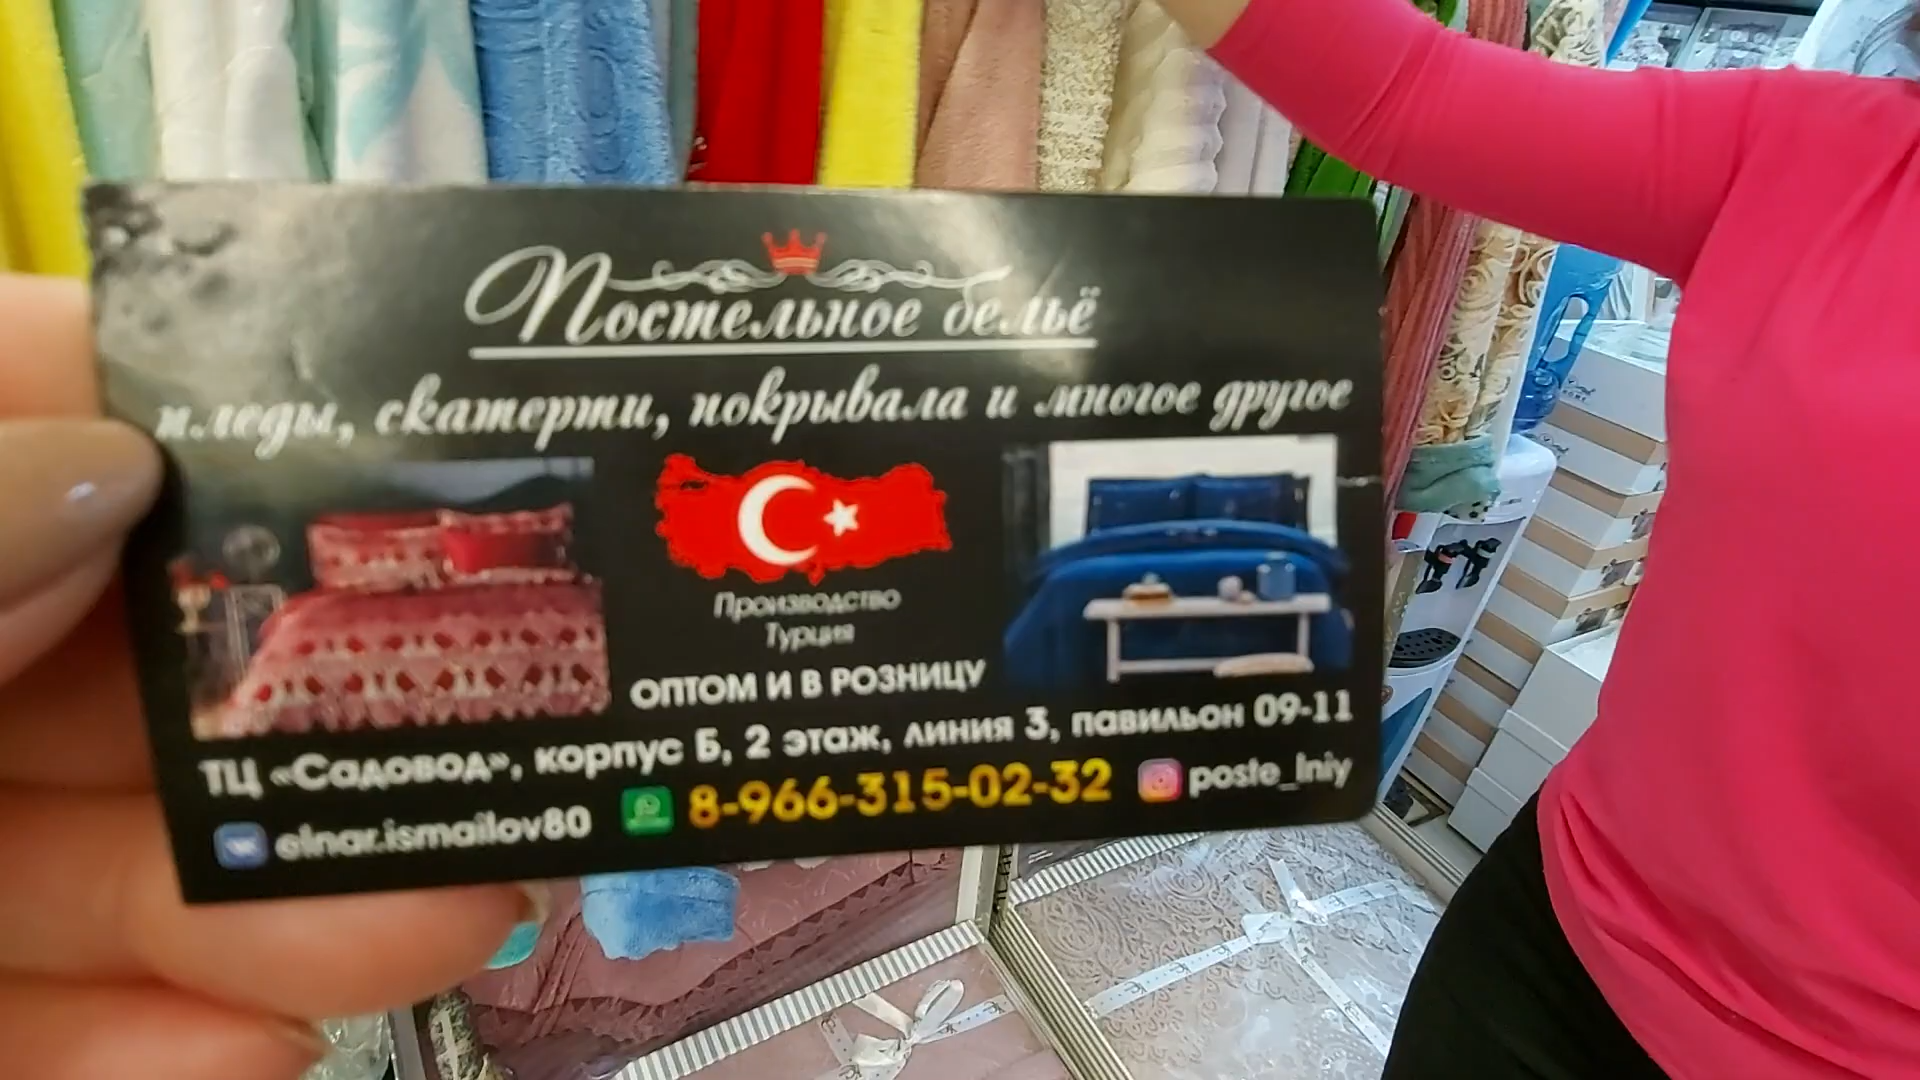 Постельное бельё
пледы, скатерти, покрывала и многое другое
Производство
Турция
ОПТОМ И В РОЗНИЦУ
ТЦ «Садовод», корпус Б, 2 этаж, линия 3, павильон 09-11
elnar.ismailov80 8-966-315-02-32 poste_lniy